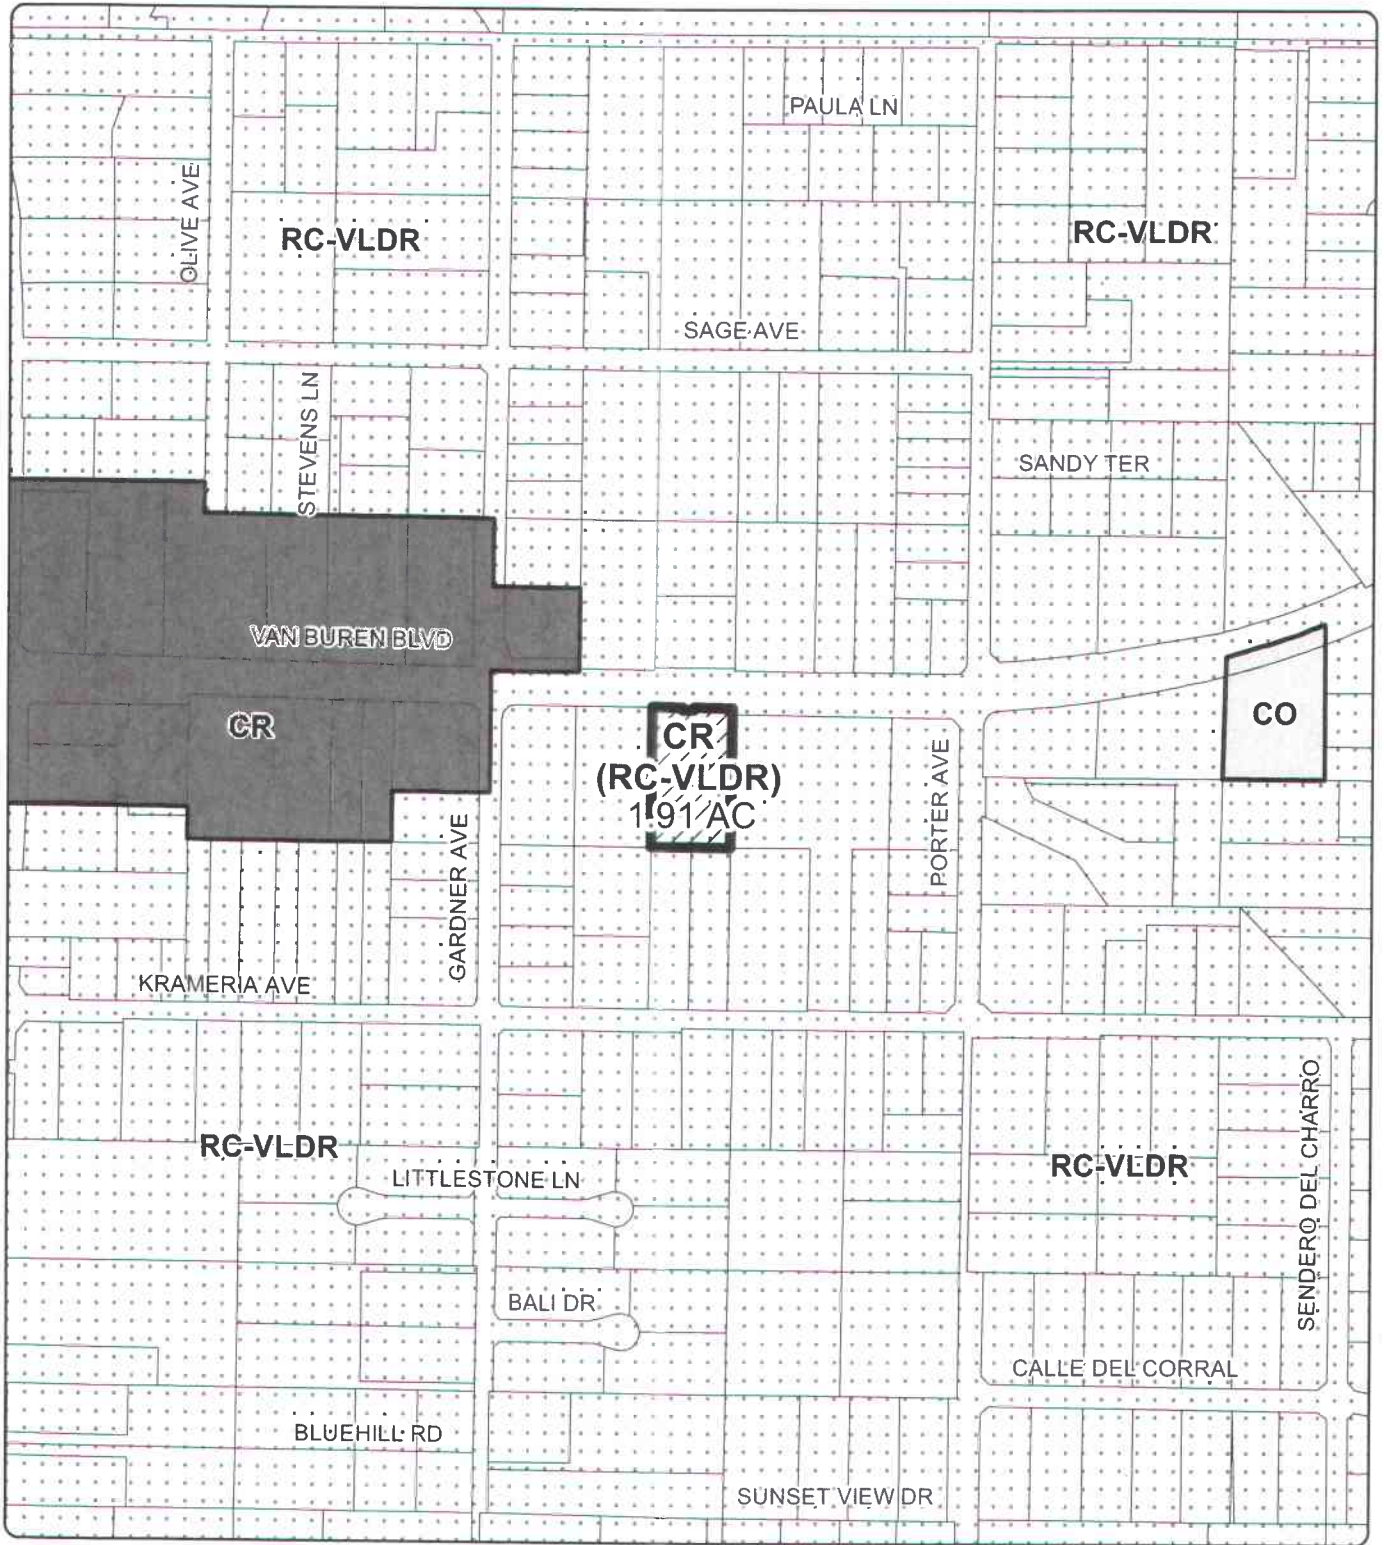 PAULA LN
OLIVE AVE
RC-VLDR
RC-VLDR
SAGE AVE
STEVENS LN
SANDY TER
VAN BUREN BLVD
CR
CR
(RC-VLDR)
1.91 AC
CO
PORTER AVE
GARDNER AVE
KRAMERIA AVE
RC-VLDR
LITTLESTONE LN
RC-VLDR
SENDERO DEL CHARRO
BALI DR
CALLE DEL CORRAL
BLUEHILL RD
SUNSET VIEW DR